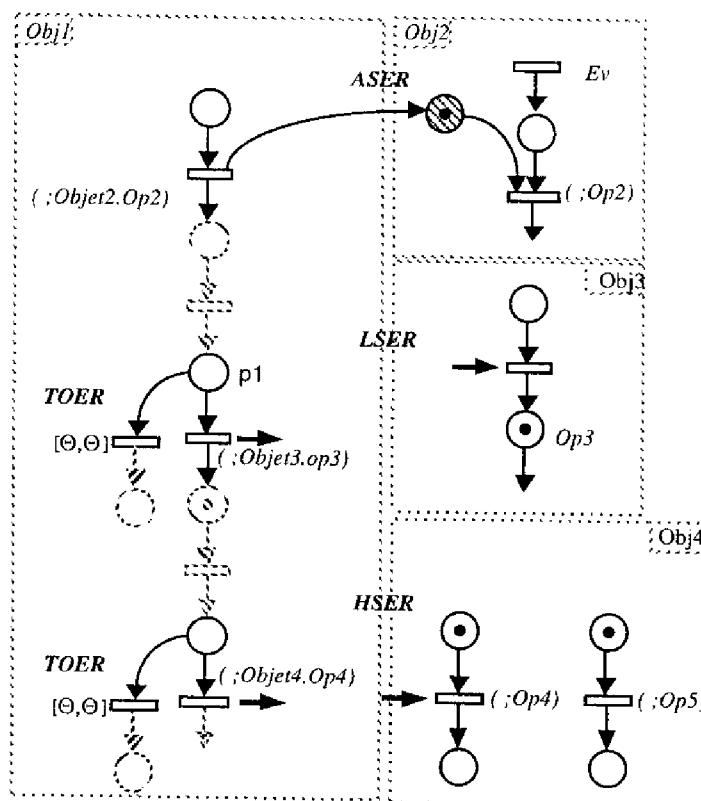 Obj1
Obj2
ASER
Ev
( ;Objet2.Op2)
( ;Op2)
Obj3
LSER
p1
TOER
[Θ,Θ]
( ;Objet3.op3)
Op3
Obj4
HSER
TOER
( ;Objet4.Op4)
[Θ,Θ]
( ;Op4)
( ;Op5)